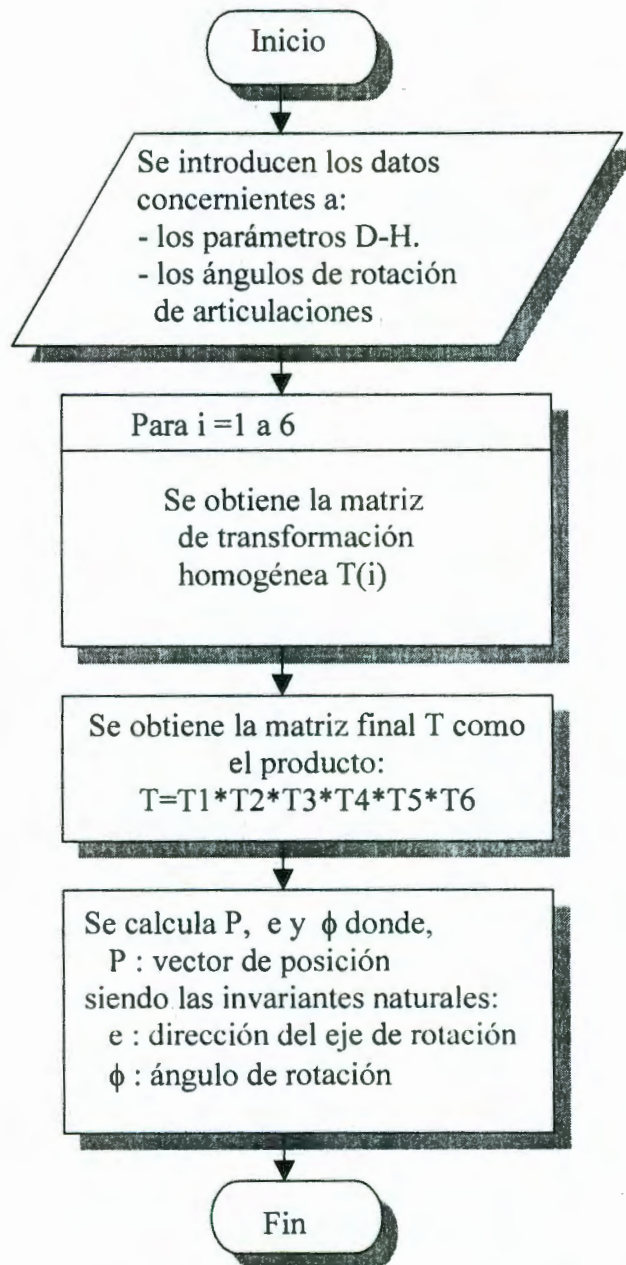 Inicio
Se introducen los datos
concernientes a:
- los parámetros D-H.
- los ángulos de rotación
de articulaciones
Para i =1 a 6
Se obtiene la matriz
de transformación
homogénea T(i)
Se obtiene la matriz final T como
el producto:
T=T1*T2*T3*T4*T5*T6
Se calcula P, e y ϕ donde,
P : vector de posición
siendo las invariantes naturales:
e : dirección del eje de rotación
ϕ : ángulo de rotación
Fin